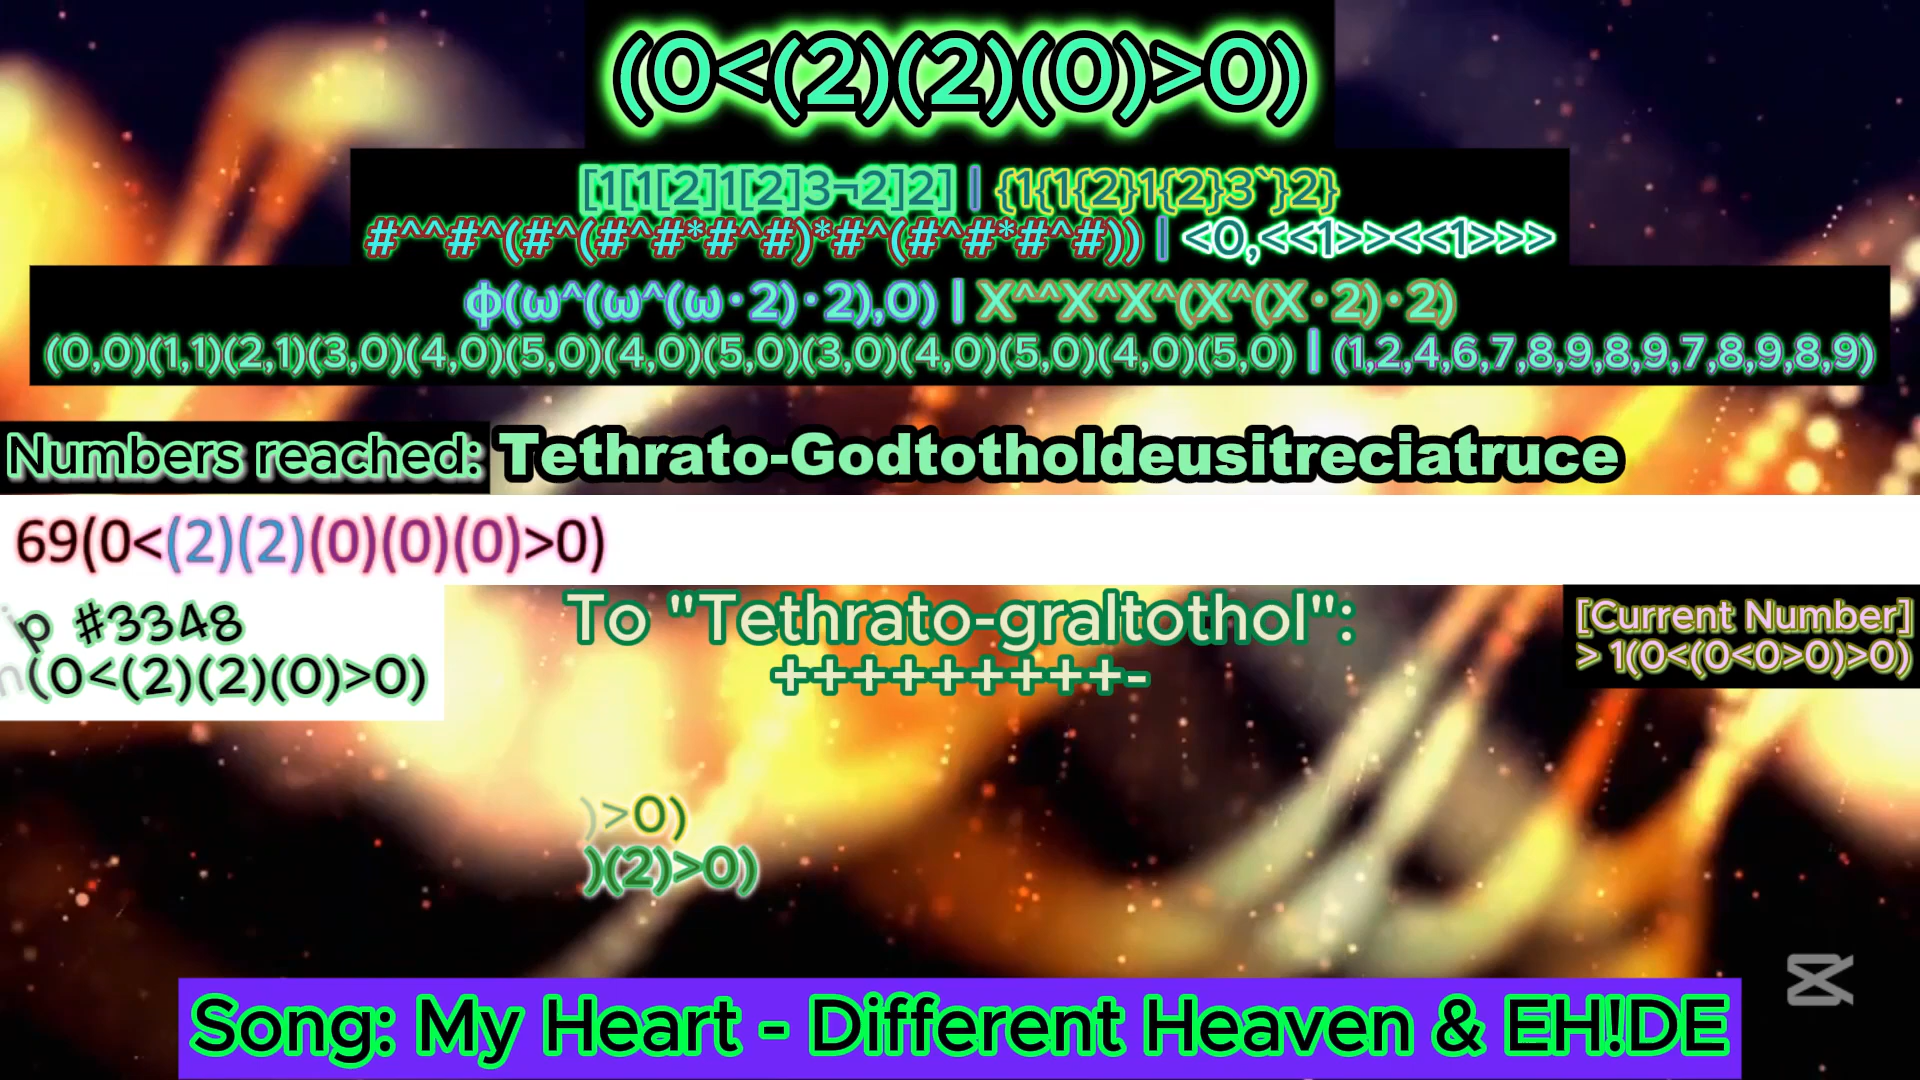 (0<(2)(2)(0)>0)
[1[1[2]1[2]3¬2]2] | {1{1{2}1{2}3`}2}
#^^#^(#^(#^#*#^#)*#^(#^#*#^#)) | <0,<<1>><<1>>>
φ(ω^(ω^(ω·2)·2),0) | X^^X^X^(X^(X·2)·2)
(0,0)(1,1)(2,1)(3,0)(4,0)(5,0)(4,0)(5,0)(3,0)(4,0)(5,0)(4,0)(5,0) | (1,2,4,6,7,8,9,8,9,7,8,9,8,9)
Numbers reached: Tethrato-Godtotholdeusitreciatruce
69(0<(2)(2)(0)(0)(0)>0)
ip #3348
n(0<(2)(2)(0)>0)
To "Tethrato-graltothol":
+++++++++-
[Current Number]
> 1(0<(0<0>0)>0)
)>0)
)(2)>0)
Song: My Heart - Different Heaven & EH!DE